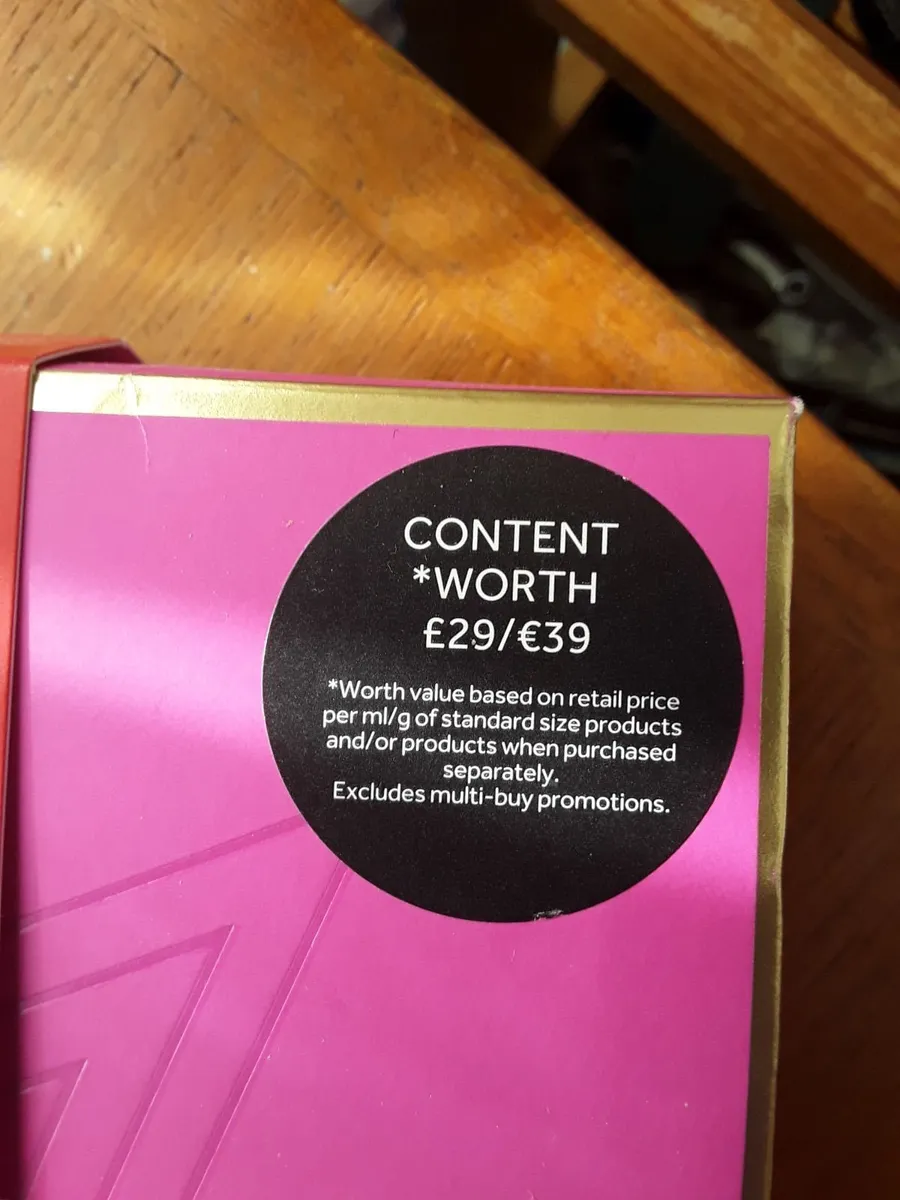 CONTENT
*WORTH
£29/€39
*Worth value based on retail price
per ml/g of standard size products
and/or products when purchased
separately.
Excludes multi-buy promotions.